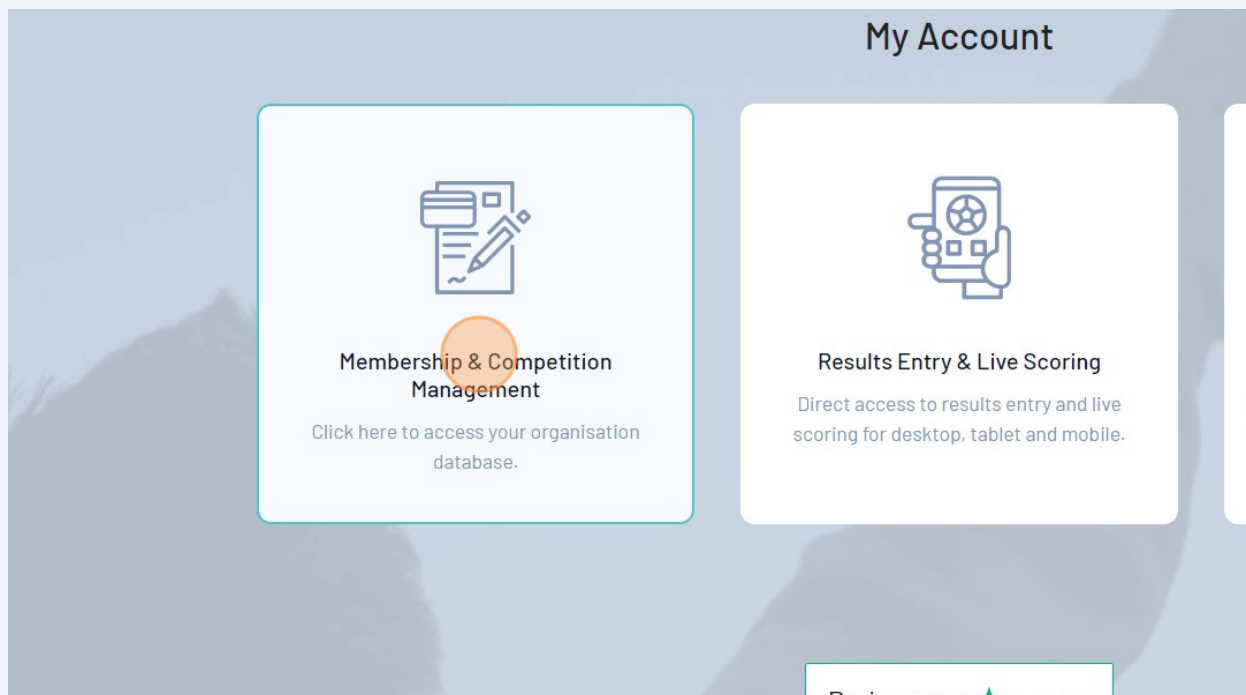 My Account
Membership & Competition
Management
Click here to access your organisation
database.
Results Entry & Live Scoring
Direct access to results entry and live
scoring for desktop, tablet and mobile.